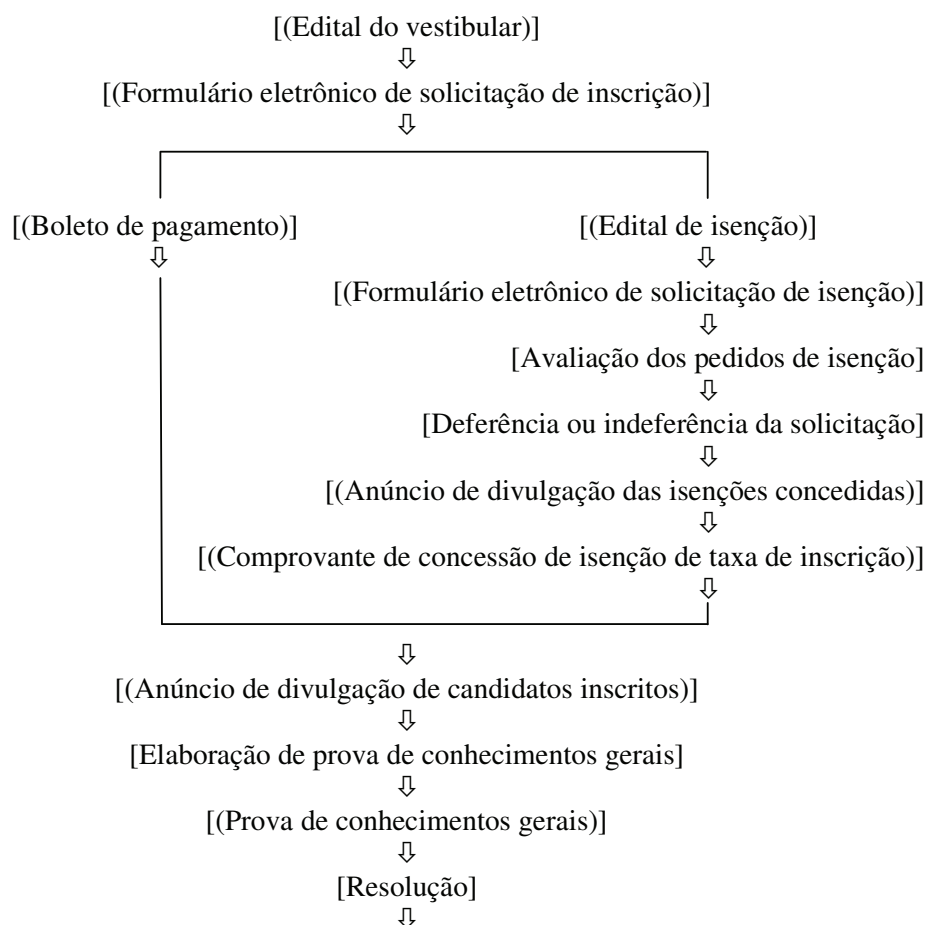 [(Edital do vestibular)]
⇩
[(Formulário eletrônico de solicitação de inscrição)]
⇩
[(Boleto de pagamento)] [(Edital de isenção)]
⇩ ⇩
[(Formulário eletrônico de solicitação de isenção)]
⇩
[Avaliação dos pedidos de isenção]
⇩
[Deferência ou indeferência da solicitação]
⇩
[(Anúncio de divulgação das isenções concedidas)]
⇩
[(Comprovante de concessão de isenção de taxa de inscrição)]
⇩
⇩
[(Anúncio de divulgação de candidatos inscritos)]
⇩
[Elaboração de prova de conhecimentos gerais]
⇩
[(Prova de conhecimentos gerais)]
⇩
[Resolução]
⇩